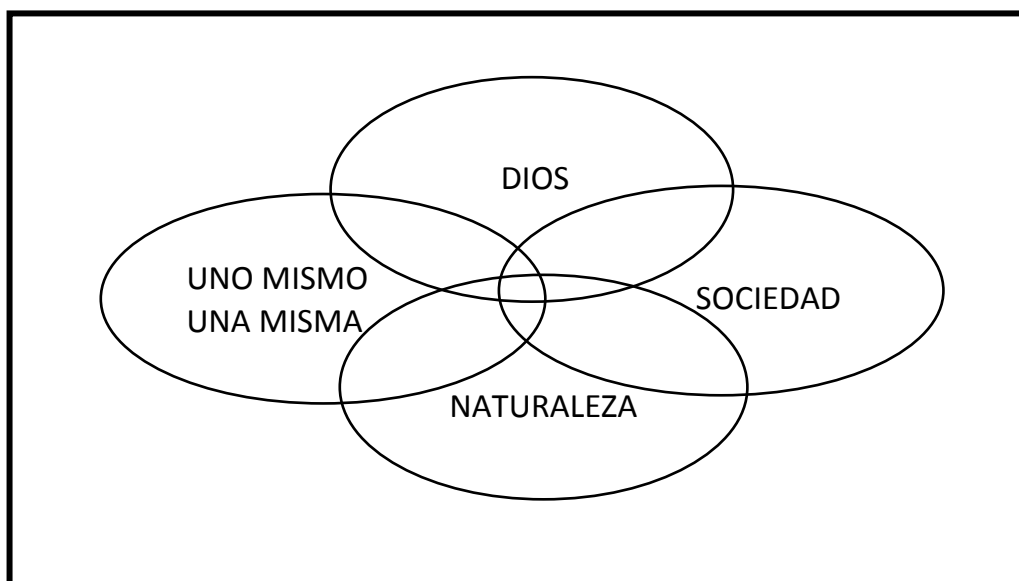 DIOS
UNO MISMO
UNA MISMA
SOCIEDAD
NATURALEZA